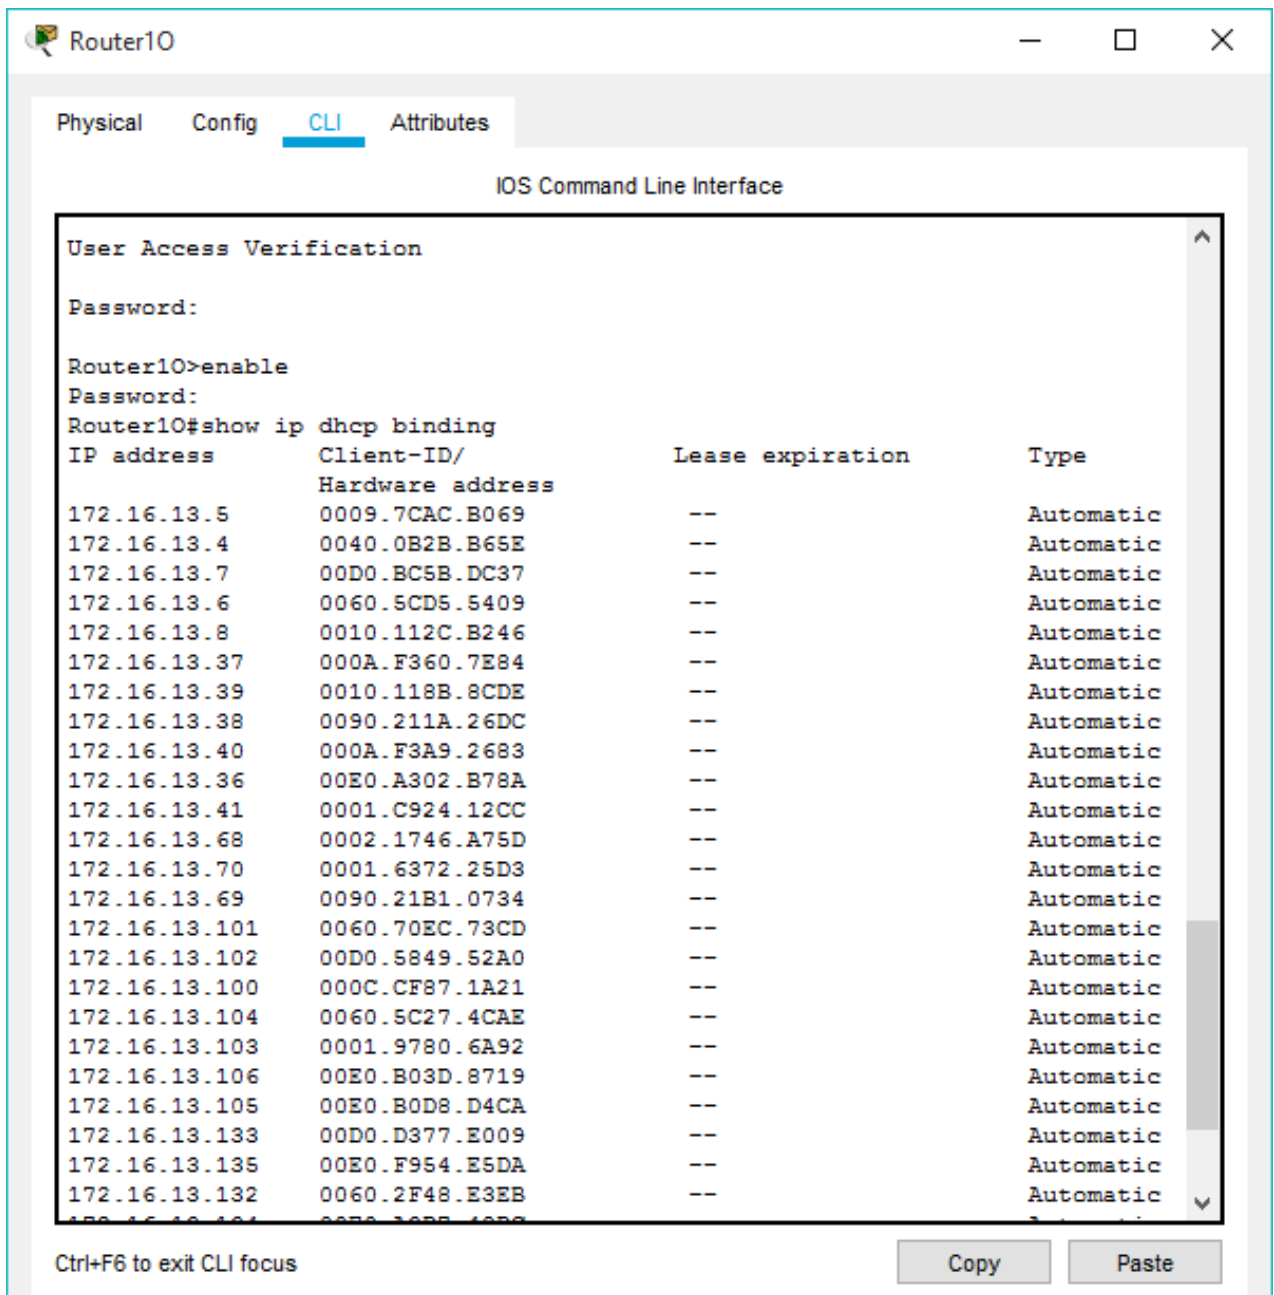 Router1O
Physical Config CLI Attributes
IOS Command Line Interface
User Access Verification
Password:
Router1O>enable
Password:
Router1O#show ip dhcp binding
IP address Client-ID/ Lease expiration Type
Hardware address
172.16.13.5 0009.7CAC.B069 -- Automatic
172.16.13.4 0040.0B2B.B65E -- Automatic
172.16.13.7 00D0.BC5B.DC37 -- Automatic
172.16.13.6 0060.5CD5.5409 -- Automatic
172.16.13.8 0010.112C.B246 -- Automatic
172.16.13.37 000A.F360.7E84 -- Automatic
172.16.13.39 0010.118B.8CDE -- Automatic
172.16.13.38 0090.211A.26DC -- Automatic
172.16.13.40 000A.F3A9.2683 -- Automatic
172.16.13.36 00E0.A302.B78A -- Automatic
172.16.13.41 0001.C924.12CC -- Automatic
172.16.13.68 0002.1746.A75D -- Automatic
172.16.13.70 0001.6372.25D3 -- Automatic
172.16.13.69 0090.21B1.0734 -- Automatic
172.16.13.101 0060.70EC.73CD -- Automatic
172.16.13.102 00D0.5849.52A0 -- Automatic
172.16.13.100 000C.CF87.1A21 -- Automatic
172.16.13.104 0060.5C27.4CAE -- Automatic
172.16.13.103 0001.9780.6A92 -- Automatic
172.16.13.106 00E0.B03D.8719 -- Automatic
172.16.13.105 00E0.B0D8.D4CA -- Automatic
172.16.13.133 00D0.D377.E009 -- Automatic
172.16.13.135 00E0.F954.E5DA -- Automatic
172.16.13.132 0060.2F48.E3EB -- Automatic
Ctrl+F6 to exit CLI focus
Copy Paste